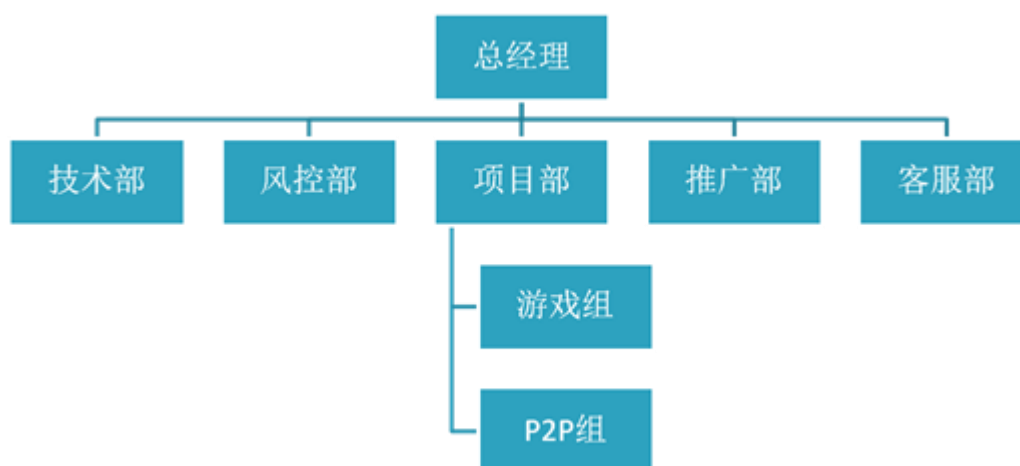 总经理
技术部
风控部
项目部
推广部
客服部
游戏组
P2P组